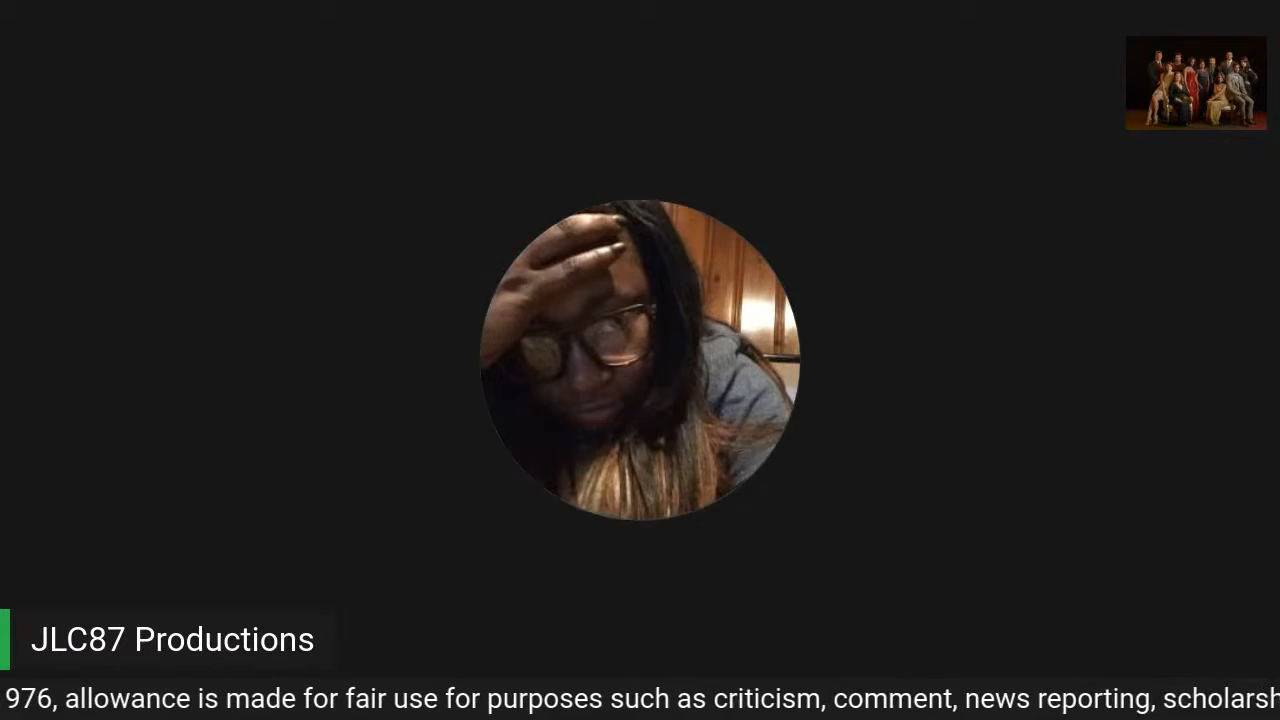 JLC87 Productions
976, allowance is made for fair use for purposes such as criticism, comment, news reporting, scholarsh